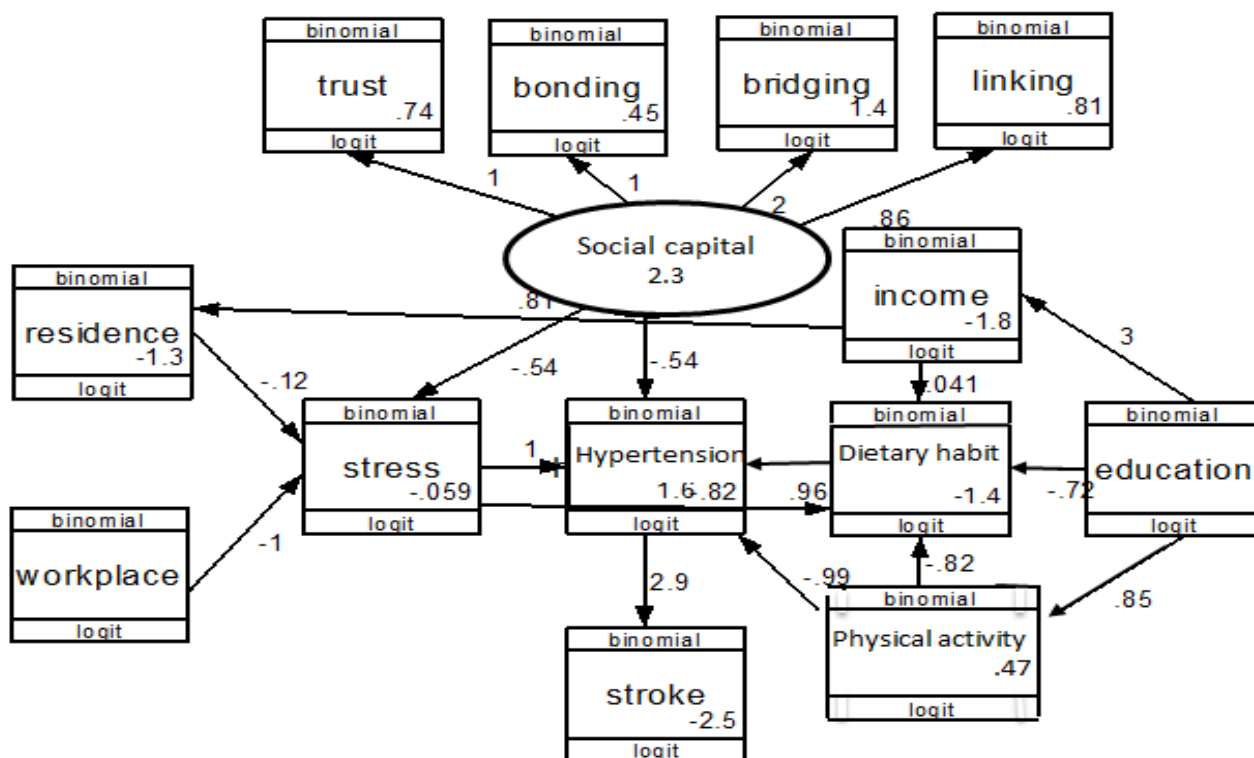 binomial
trust
.74
logit
binomial
bonding
.45
logit
binomial
bridging
1.4
logit
binomial
linking
.81
logit
1
1
2
.86
Social capital
2.3
binomial
income
-1.8
logit
binomial
residence
-1.3
logit
.81
3
-.12
-.54
-.54
.041
binomial
stress
-.059
logit
1
binomial
Hypertension
1.6
logit
-.82
.96
binomial
Dietary habit
-1.4
logit
-.72
binomial
education
logit
binomial
workplace
logit
-1
2.9
-.99
-.82
.85
binomial
Physical activity
.47
logit
binomial
stroke
-2.5
logit